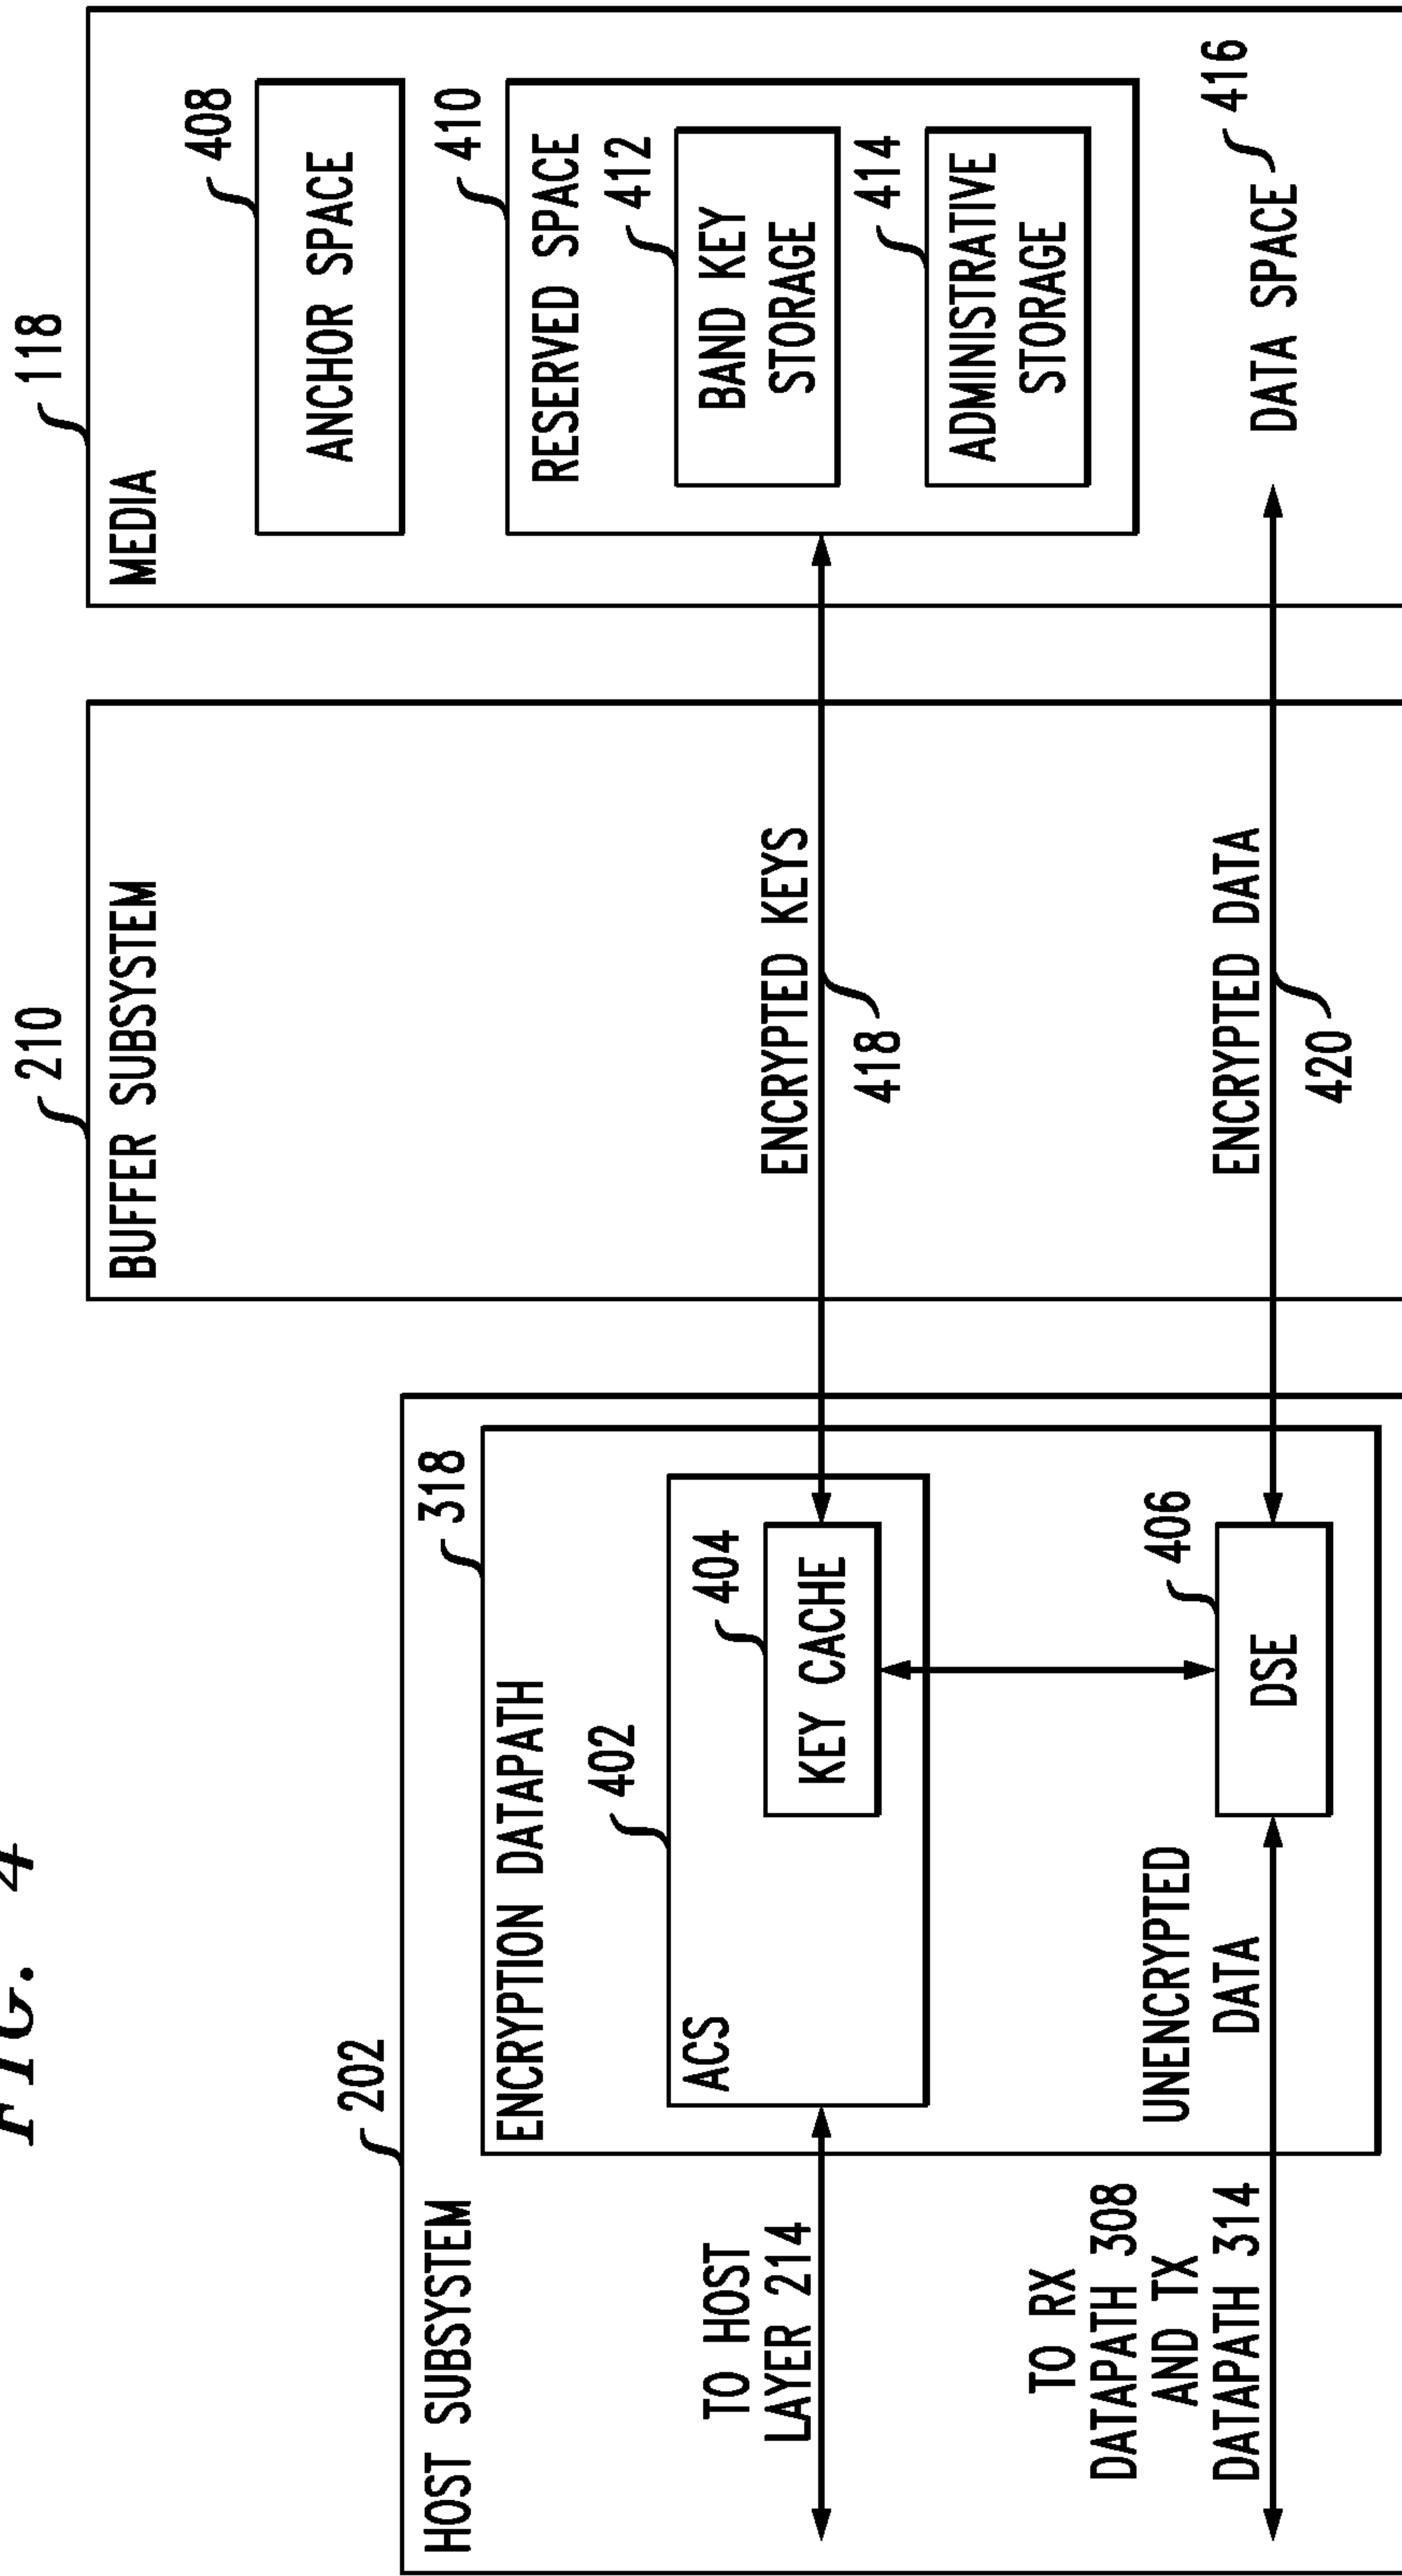 FIG. 4
202
HOST SUBSYSTEM
318
ENCRYPTION DATAPATH
402
ACS
404
KEY CACHE
TO HOST
LAYER 214
406
DSE
UNENCRYPTED
DATA
TO RX
DATAPATH 308
AND TX
DATAPATH 314
210
BUFFER SUBSYSTEM
ENCRYPTED KEYS
418
ENCRYPTED DATA
420
118
MEDIA
408
ANCHOR SPACE
410
RESERVED SPACE
412
BAND KEY
STORAGE
414
ADMINISTRATIVE
STORAGE
416
DATA SPACE